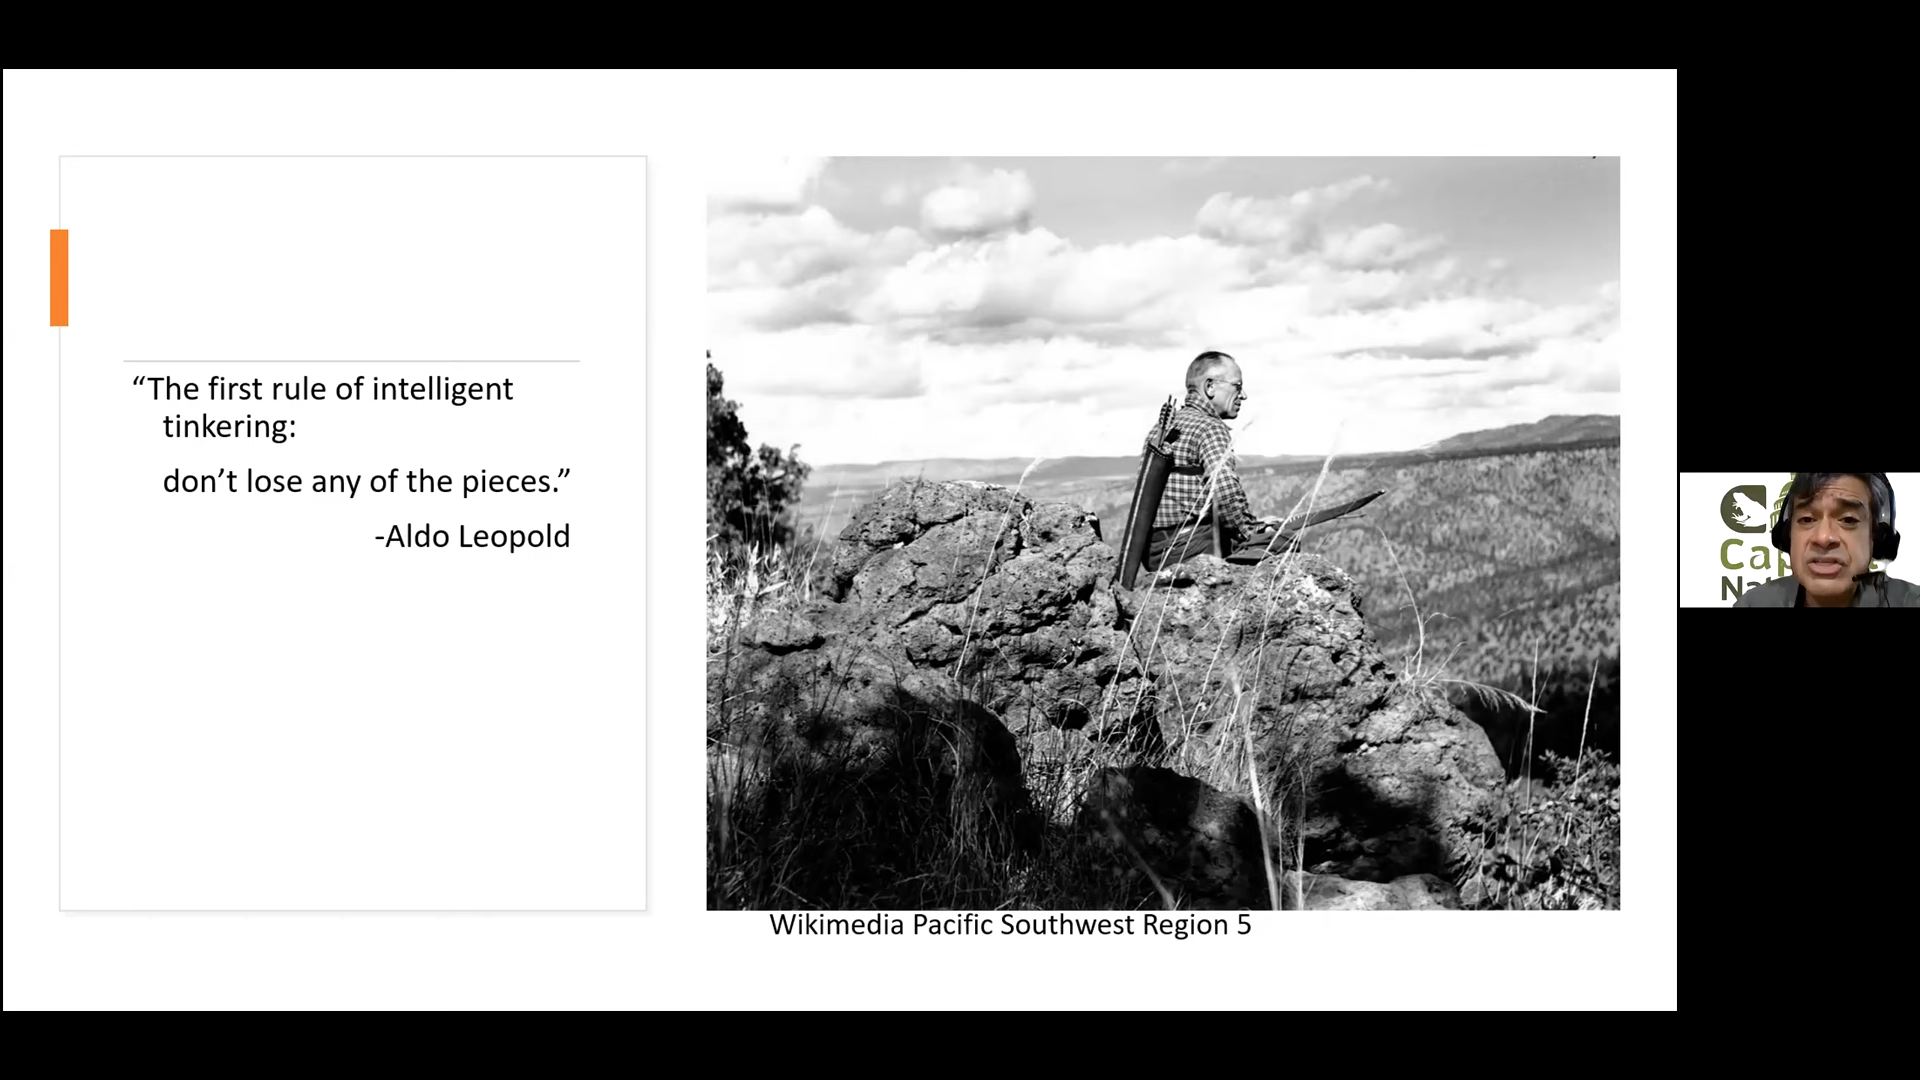 “The first rule of intelligent
tinkering:
don’t lose any of the pieces.”
-Aldo Leopold
Wikimedia Pacific Southwest Region 5